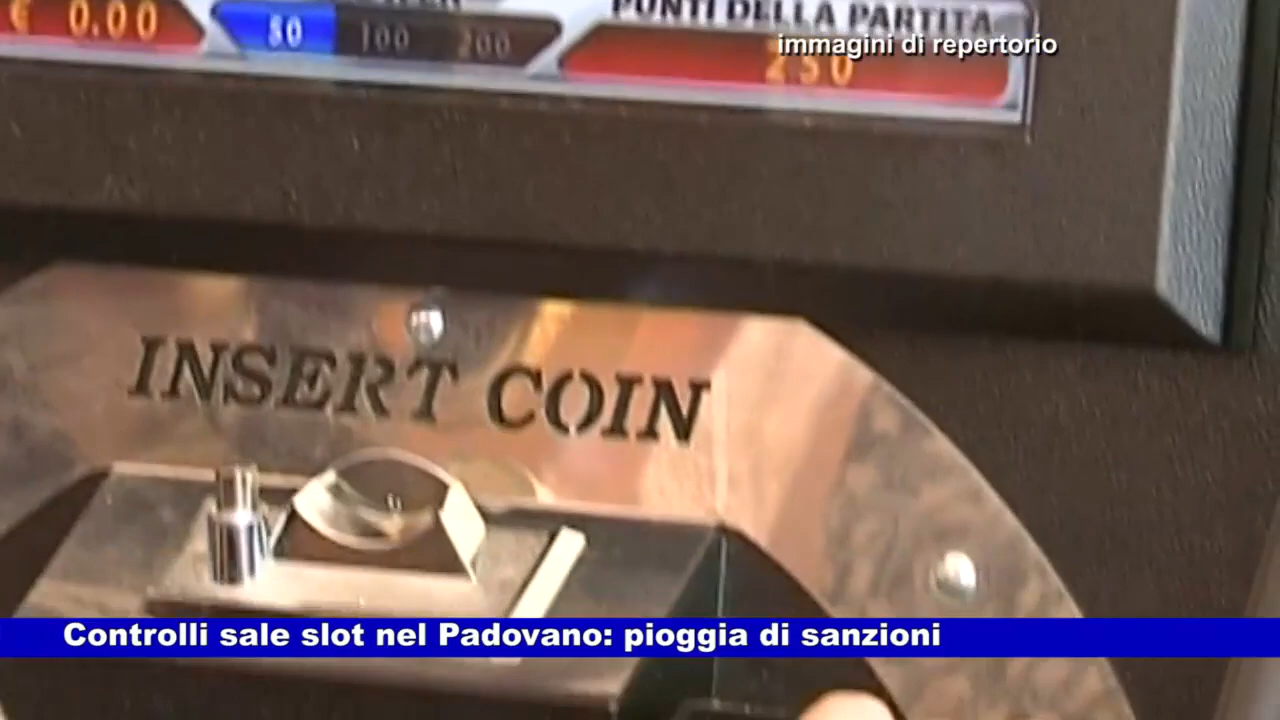 PUNTI DELLA PARTITA
€ 0.00
50 100 200
250
immagini di repertorio
INSERT COIN
Controlli sale slot nel Padovano: pioggia di sanzioni